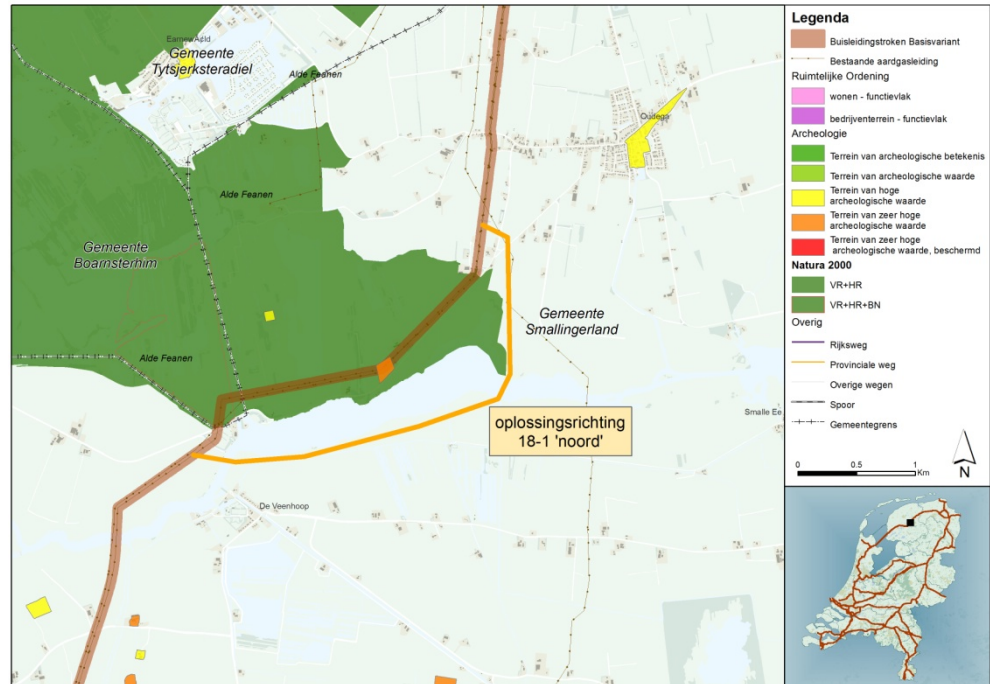 Earnewâld
Gemeente
Tytsjerksteradiel
Alde Feanen
Oudega
Alde Feanen
Gemeente
Boarnsterhim
Gemeente
Smallingerland
Alde Feanen
oplossingsrichting
18-1 'noord'
Smalle Ee
De Veenhoop
Legenda
Buisleidingstroken Basisvariant
Bestaande aardgasleiding
Ruimtelijke Ordening
wonen - functievlak
bedrijventerrein - functievlak
Archeologie
Terrein van archeologische betekenis
Terrein van archeologische waarde
Terrein van hoge
archeologische waarde
Terrein van zeer hoge
archeologische waarde
Terrein van zeer hoge
archeologische waarde, beschermd
Natura 2000
VR+HR
VR+HR+BN
Overig
Rijksweg
Provinciale weg
Overige wegen
Spoor
Gemeentegrens
0 0.5 1
Km
N